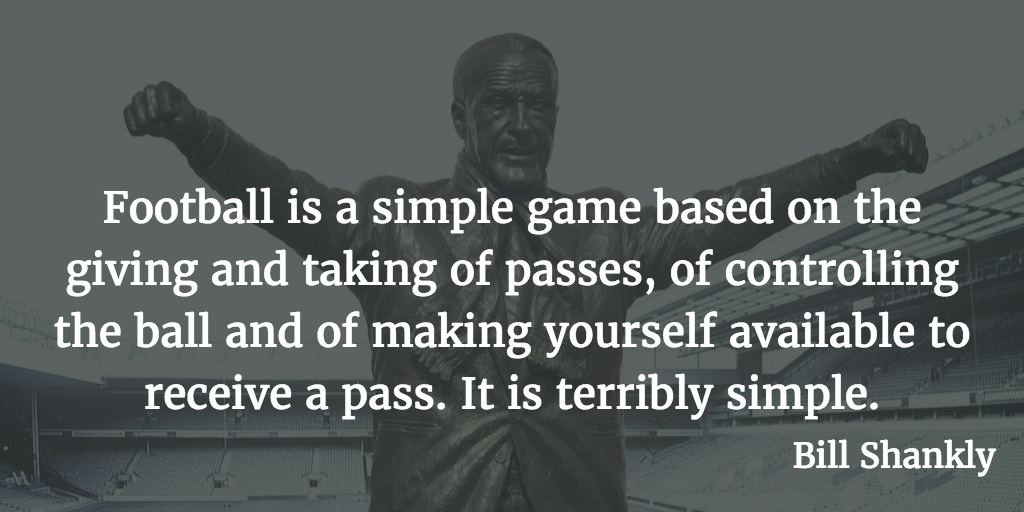 Football is a simple game based on the
giving and taking of passes, of controlling
the ball and of making yourself available to
receive a pass. It is terribly simple.
Bill Shankly